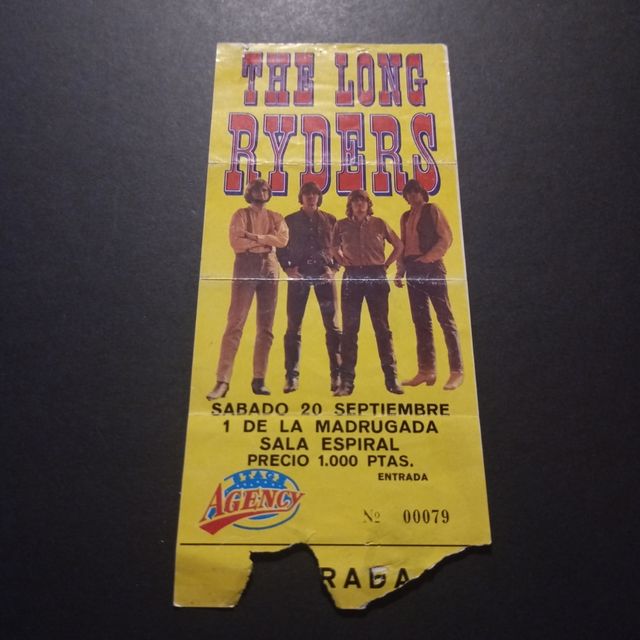 THE LONG
RYDERS
SABADO 20 SEPTIEMBRE
1 DE LA MADRUGADA
SALA ESPIRAL
PRECIO 1.000 PTAS.
ENTRADA
AGENCY
Nº 00079
RADA